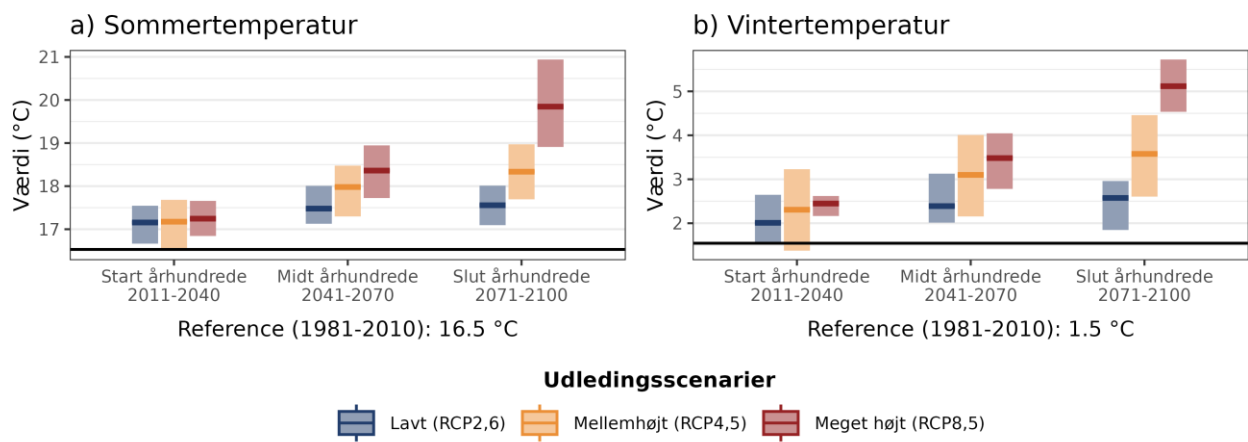 a) Sommertemperatur
Værdi (°C)
21
20
19
18
17
Start århundrede
2011-2040
Midt århundrede
2041-2070
Slut århundrede
2071-2100
Reference (1981-2010): 16.5 °C
b) Vintertemperatur
Værdi (°C)
5
4
3
2
Start århundrede
2011-2040
Midt århundrede
2041-2070
Slut århundrede
2071-2100
Reference (1981-2010): 1.5 °C
Udledingsscenarier
Lavt (RCP2,6)
Mellemhøjt (RCP4,5)
Meget højt (RCP8,5)